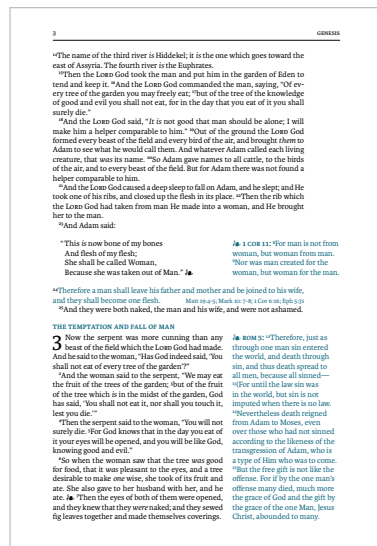 3
GENESIS
¹⁴The name of the third river is Hiddekel; it is the one which goes toward the
east of Assyria. The fourth river is the Euphrates.
¹⁵Then the LORD God took the man and put him in the garden of Eden to
tend and keep it. ¹⁶And the LORD God commanded the man, saying, “Of ev-
ery tree of the garden you may freely eat; ¹⁷but of the tree of the knowledge
of good and evil you shall not eat, for in the day that you eat of it you shall
surely die.”
¹⁸And the LORD God said, “It is not good that man should be alone; I will
make him a helper comparable to him.” ¹⁹Out of the ground the LORD God
formed every beast of the field and every bird of the air, and brought them to
Adam to see what he would call them. And whatever Adam called each living
creature, that was its name. ²⁰So Adam gave names to all cattle, to the birds
of the air, and to every beast of the field. But for Adam there was not found a
helper comparable to him.
²¹And the LORD God caused a deep sleep to fall on Adam, and he slept; and He
took one of his ribs, and closed up the flesh in its place. ²²Then the rib which
the LORD God had taken from man He made into a woman, and He brought
her to the man.
²³And Adam said:
“This is now bone of my bones
And flesh of my flesh;
She shall be called Woman,
Because she was taken out of Man.”
1 COR 11: ⁸For man is not from
woman, but woman from man.
⁹Nor was man created for the
woman, but woman for the man.
²⁴Therefore a man shall leave his father and mother and be joined to his wife,
and they shall become one flesh. Matt 19:4-5; Mark 10:7-8; 1 Cor 6:16; Eph 5:31
²⁵And they were both naked, the man and his wife, and were not ashamed.
THE TEMPTATION AND FALL OF MAN
3 Now the serpent was more cunning than any
beast of the field which the LORD God had made.
And he said to the woman, “Has God indeed said, ‘You
shall not eat of every tree of the garden’?”
²And the woman said to the serpent, “We may eat
the fruit of the trees of the garden; ³but of the fruit
of the tree which is in the midst of the garden, God
has said, ‘You shall not eat it, nor shall you touch it,
lest you die.’”
⁴Then the serpent said to the woman, “You will not
surely die. ⁵For God knows that in the day you eat of
it your eyes will be opened, and you will be like God,
knowing good and evil.”
⁶So when the woman saw that the tree was good
for food, that it was pleasant to the eyes, and a tree
desirable to make one wise, she took of its fruit and
ate. She also gave to her husband with her, and he
ate. ⁷Then the eyes of both of them were opened,
and they knew that they were naked; and they sewed
fig leaves together and made themselves coverings.
ROM 5: ¹²Therefore, just as
through one man sin entered
the world, and death through
sin, and thus death spread to
all men, because all sinned—
¹³(For until the law sin was
in the world, but sin is not
imputed when there is no law.
¹⁴Nevertheless death reigned
from Adam to Moses, even
over those who had not sinned
according to the likeness of the
transgression of Adam, who is
a type of Him who was to come.
¹⁵But the free gift is not like the
offense. For if by the one man’s
offense many died, much more
the grace of God and the gift by
the grace of the one Man, Jesus
Christ, abounded to many.